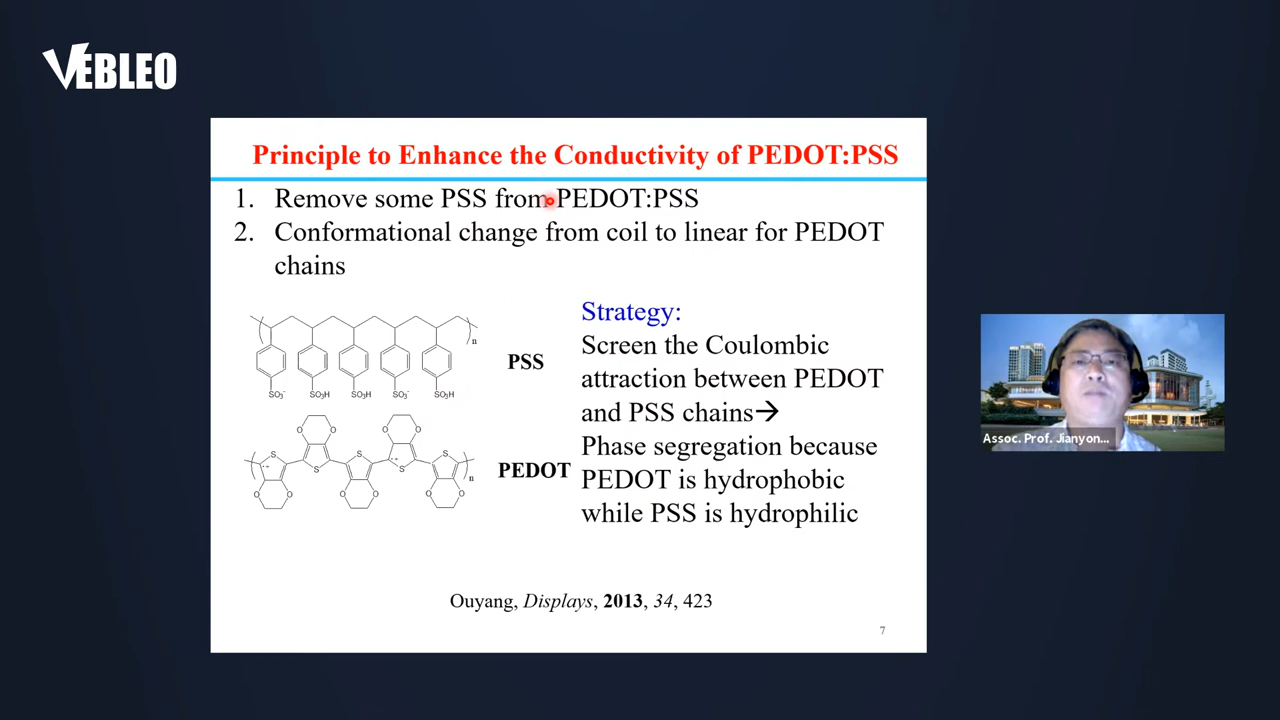 VEBLEO
Principle to Enhance the Conductivity of PEDOT:PSS
1. Remove some PSS from PEDOT:PSS
2. Conformational change from coil to linear for PEDOT
chains
n
SO₃⁻ SO₃H SO₃H SO₃⁻ SO₃H
PSS
O O O O
S S S S S
n
O O O O O O
PEDOT
Strategy:
Screen the Coulombic
attraction between PEDOT
and PSS chains→
Phase segregation because
PEDOT is hydrophobic
while PSS is hydrophilic
Ouyang, Displays, 2013, 34, 423
7
Assoc. Prof. Jianyon...